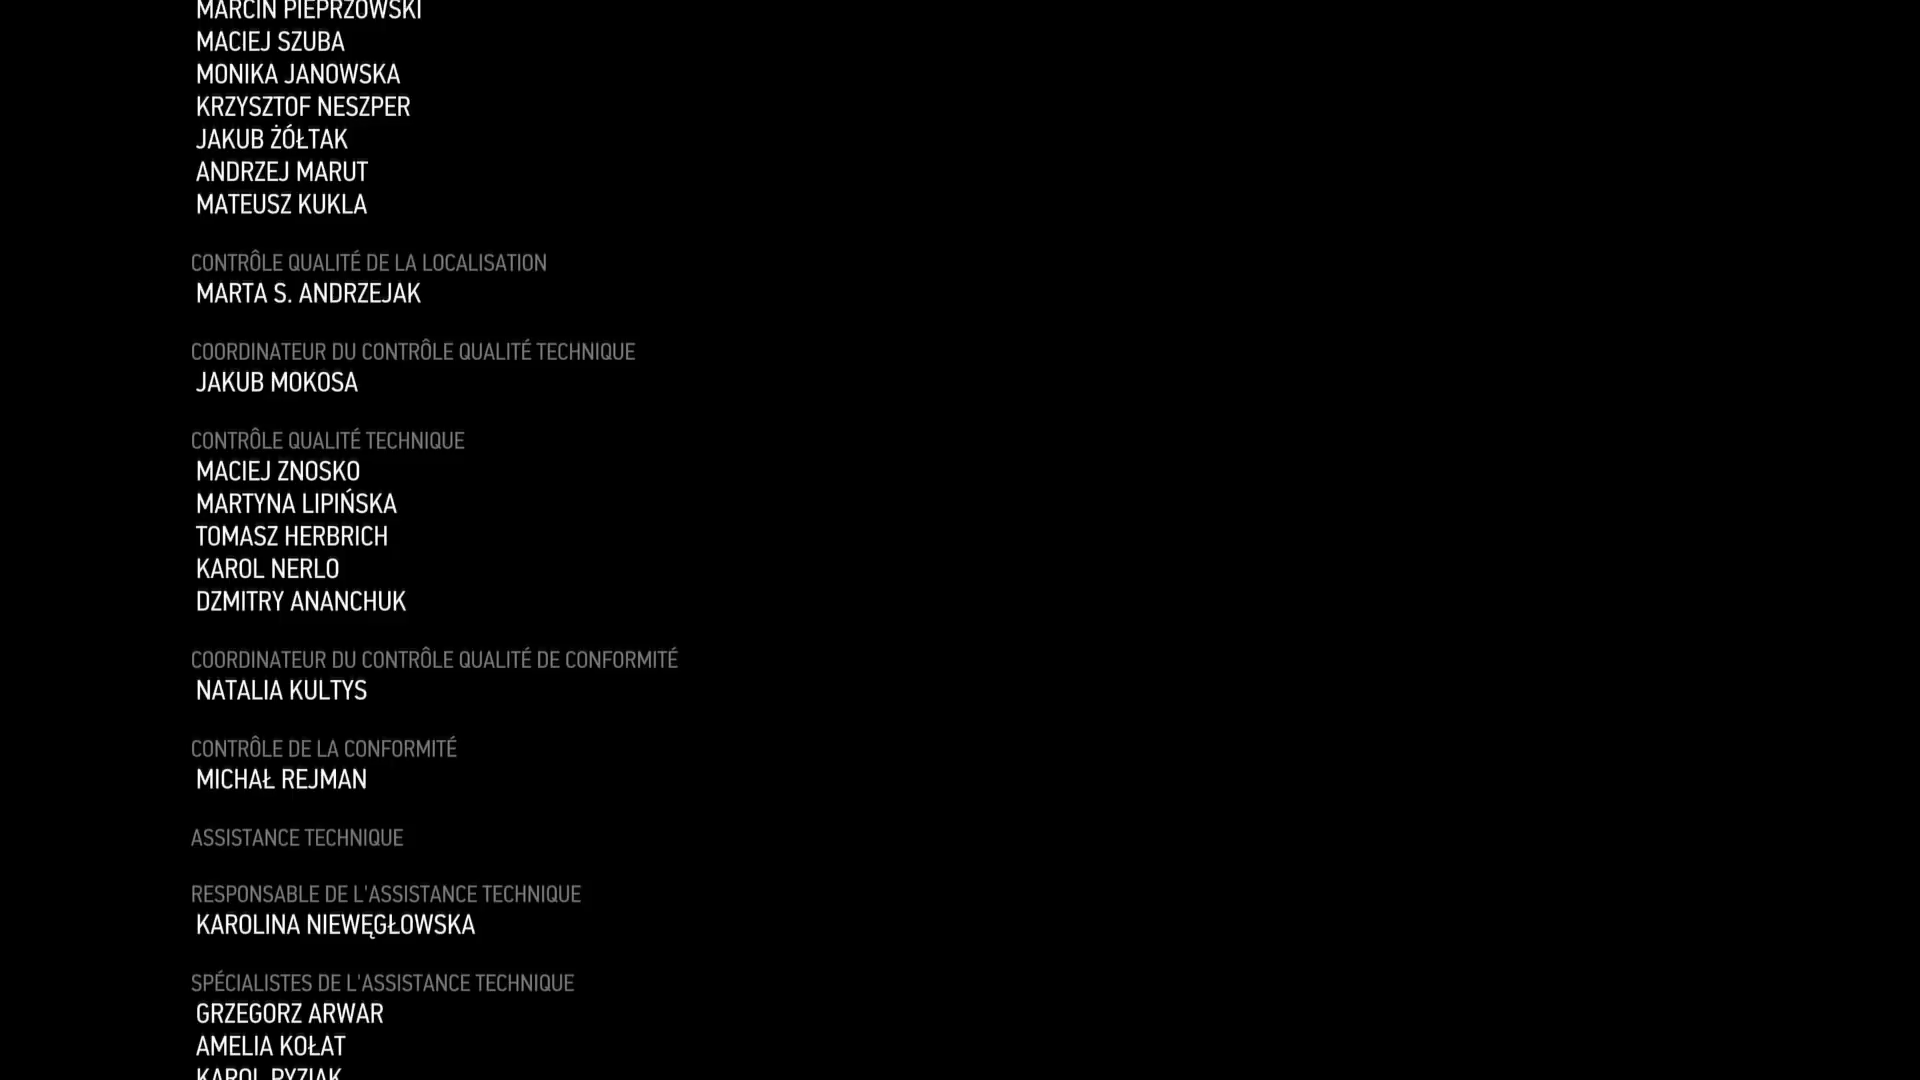 MARCIN PIEPRZOWSKI
MACIEJ SZUBA
MONIKA JANOWSKA
KRZYSZTOF NESZPER
JAKUB ŻÓŁTAK
ANDRZEJ MARUT
MATEUSZ KUKLA
CONTRÔLE QUALITÉ DE LA LOCALISATION
MARTA S. ANDRZEJAK
COORDINATEUR DU CONTRÔLE QUALITÉ TECHNIQUE
JAKUB MOKOSA
CONTRÔLE QUALITÉ TECHNIQUE
MACIEJ ZNOSKO
MARTYNA LIPIŃSKA
TOMASZ HERBRICH
KAROL NERLO
DZMITRY ANANCHUK
COORDINATEUR DU CONTRÔLE QUALITÉ DE CONFORMITÉ
NATALIA KULTYS
CONTRÔLE DE LA CONFORMITÉ
MICHAŁ REJMAN
ASSISTANCE TECHNIQUE
RESPONSABLE DE L'ASSISTANCE TECHNIQUE
KAROLINA NIEWĘGŁOWSKA
SPÉCIALISTES DE L'ASSISTANCE TECHNIQUE
GRZEGORZ ARWAR
AMELIA KOŁAT
KAROL